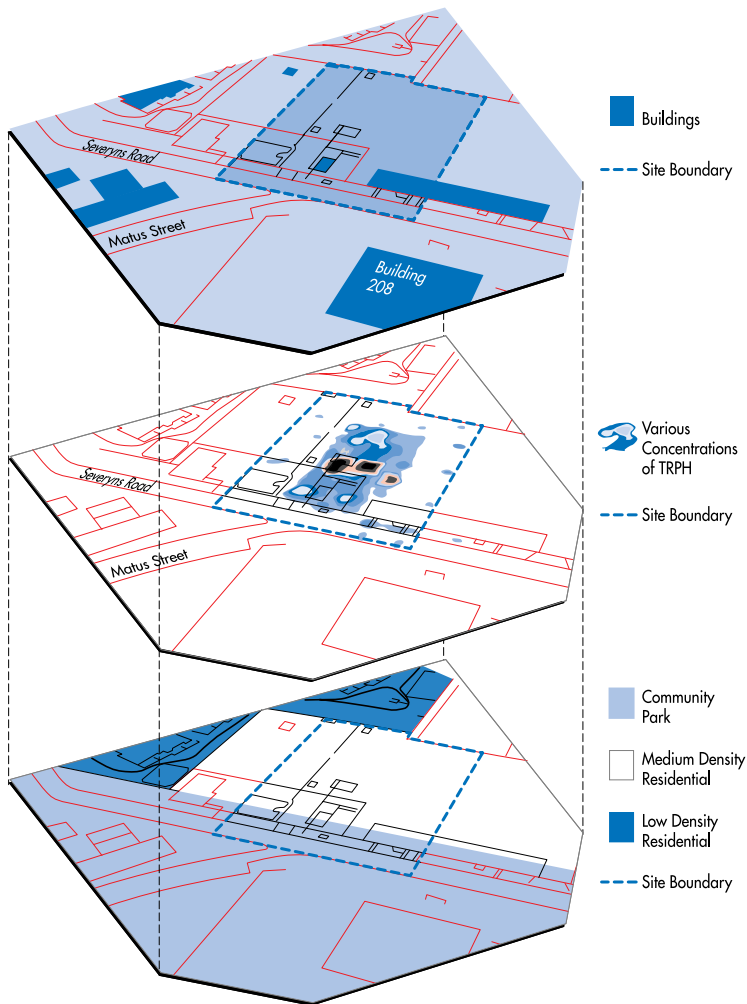 Buildings
Severyns Road
Site Boundary
Matus Street
Building
208
Various
Concentrations
of TRPH
Severyns Road
Site Boundary
Matus Street
Community
Park
Medium Density
Residential
Low Density
Residential
Site Boundary